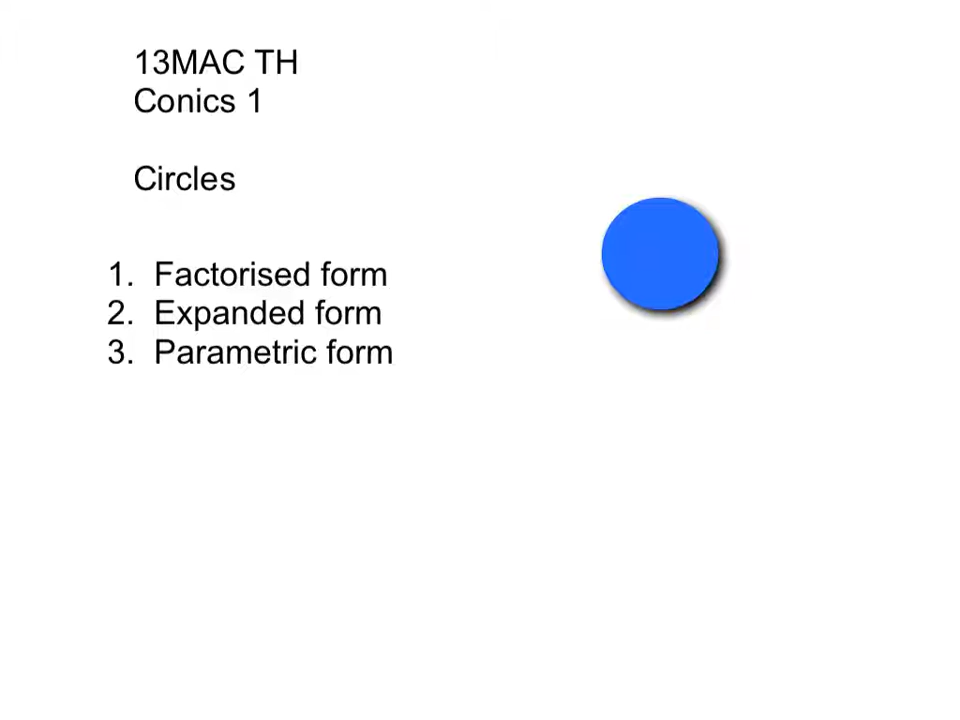 13MAC TH
Conics 1
Circles
1. Factorised form
2. Expanded form
3. Parametric form